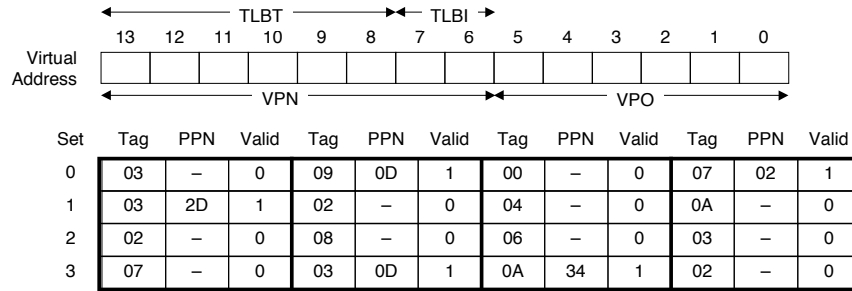 TLBT TLBI
13 12 11 10 9 8 7 6 5 4 3 2 1 0
Virtual
Address
VPN VPO
Set Tag PPN Valid Tag PPN Valid Tag PPN Valid Tag PPN Valid
0 03 – 0 09 0D 1 00 – 0 07 02 1
1 03 2D 1 02 – 0 04 – 0 0A – 0
2 02 – 0 08 – 0 06 – 0 03 – 0
3 07 – 0 03 0D 1 0A 34 1 02 – 0